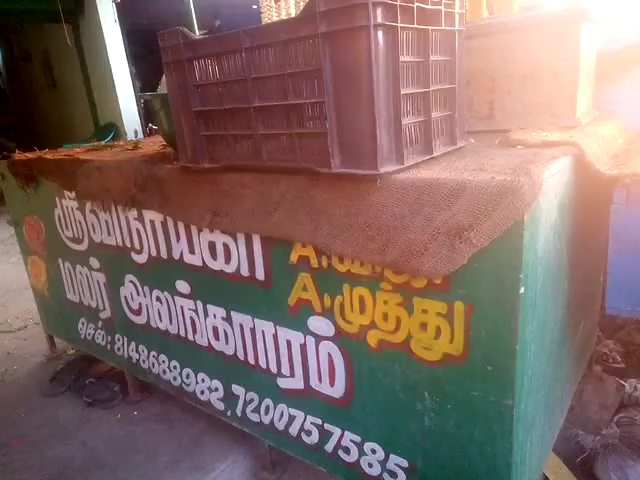 ஸ்ரீவிநாயகா
மலர் அலங்காரம்
A.முத்து
செல்: 8148688982, 7200757585